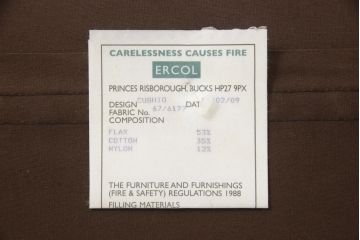 CARELESSNESS CAUSES FIRE
ERCOL
PRINCES RISBOROUGH, BUCKS HP27 9PX
DESIGN CUSHIO DAT /02/09
FABRIC No. 67/617
COMPOSITION
FLAX 53%
COTTON 35%
NYLON 12%
THE FURNITURE AND FURNISHINGS
(FIRE & SAFETY) REGULATIONS 1988
FILLING MATERIALS